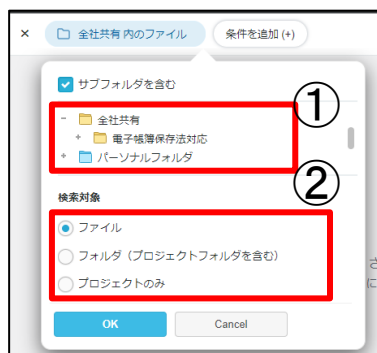 × 全社共有 内のファイル 条件を追加 (+)
サブフォルダを含む
①
- 全社共有
+ 電子帳簿保存法対応
+ パーソナルフォルダ
②
検索対象
ファイル
フォルダ（プロジェクトフォルダを含む）
プロジェクトのみ
OK Cancel
さ
に